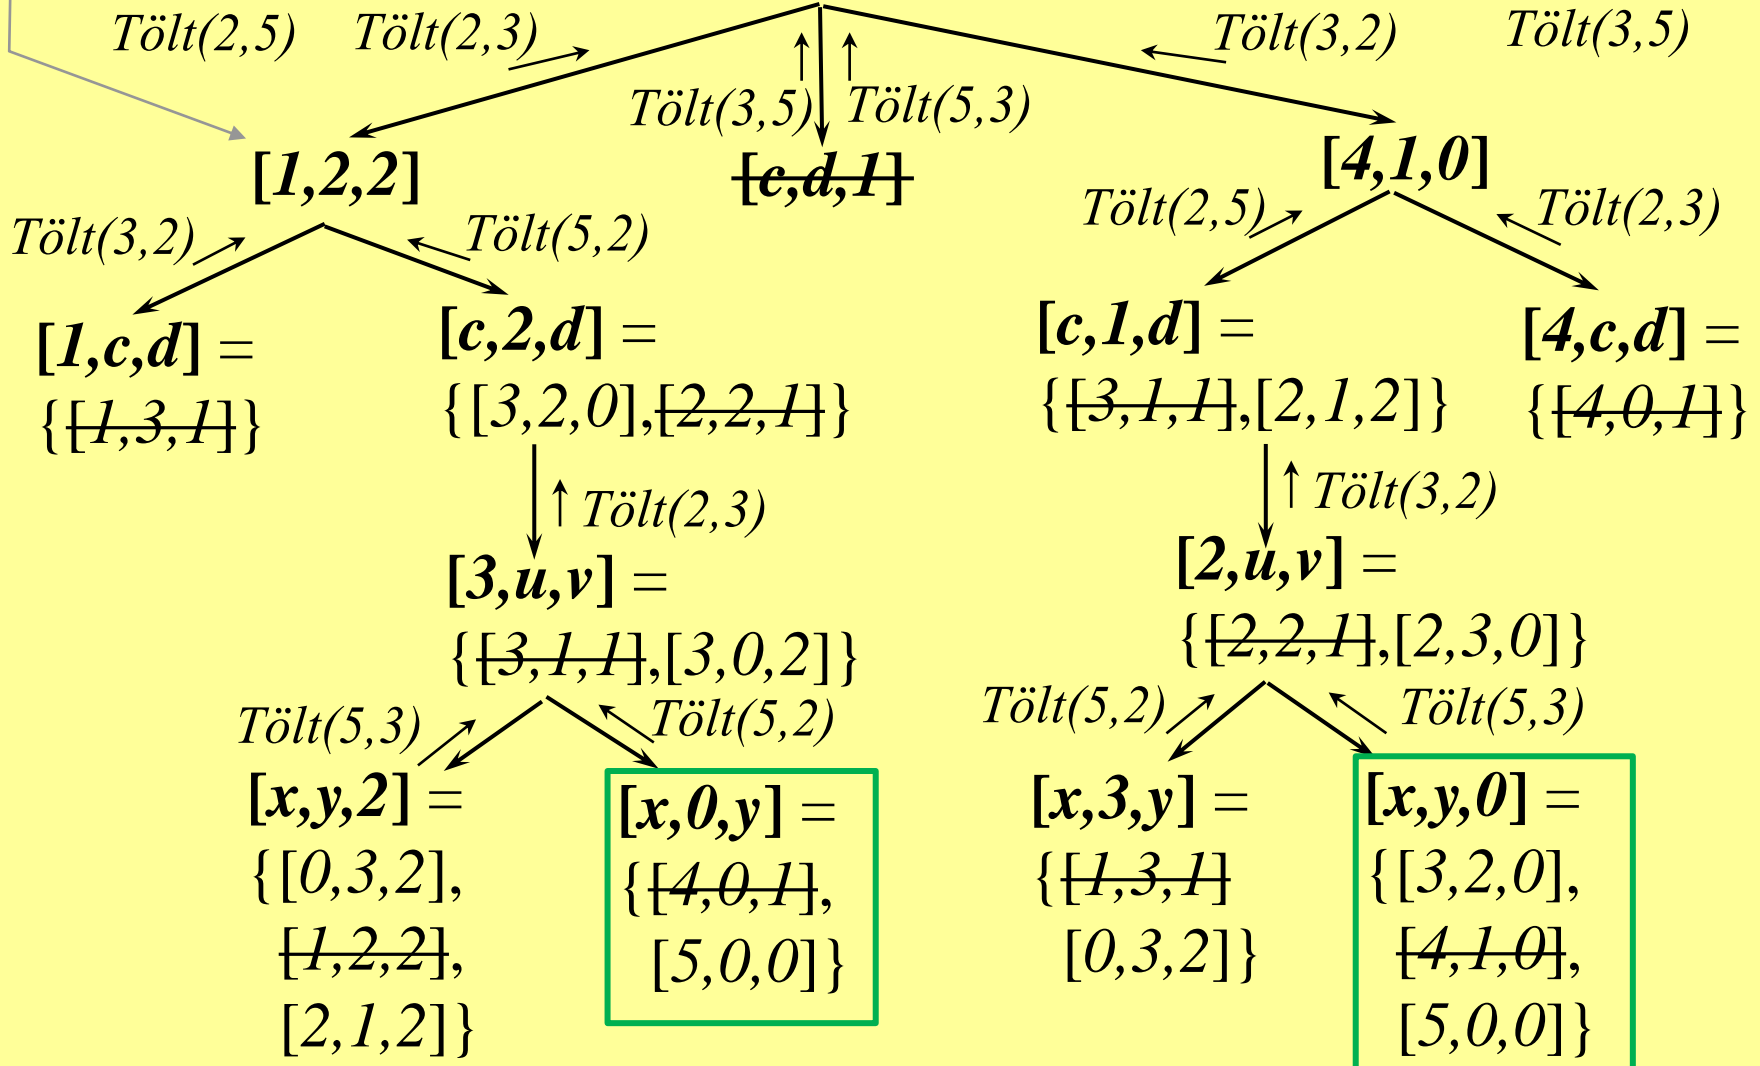 Tölt(2,5) Tölt(2,3) Tölt(3,2) Tölt(3,5)
Tölt(3,5) Tölt(5,3)
[1,2,2] [c,d,1] [4,1,0]
Tölt(3,2) Tölt(5,2) Tölt(2,5) Tölt(2,3)
[1,c,d] = [c,2,d] = [c,1,d] = [4,c,d] =
{[1,3,1]} {[3,2,0],[2,2,1]} {[3,1,1],[2,1,2]} {[4,0,1]}
Tölt(2,3) Tölt(3,2)
[3,u,v] = [2,u,v] =
{[3,1,1],[3,0,2]} {[2,2,1],[2,3,0]}
Tölt(5,3) Tölt(5,2) Tölt(5,2) Tölt(5,3)
[x,y,2] = [x,0,y] = [x,3,y] = [x,y,0] =
{[0,3,2], {[4,0,1], {[1,3,1] {[3,2,0],
[1,2,2], [5,0,0]} [0,3,2]} [4,1,0],
[2,1,2]} [5,0,0]}